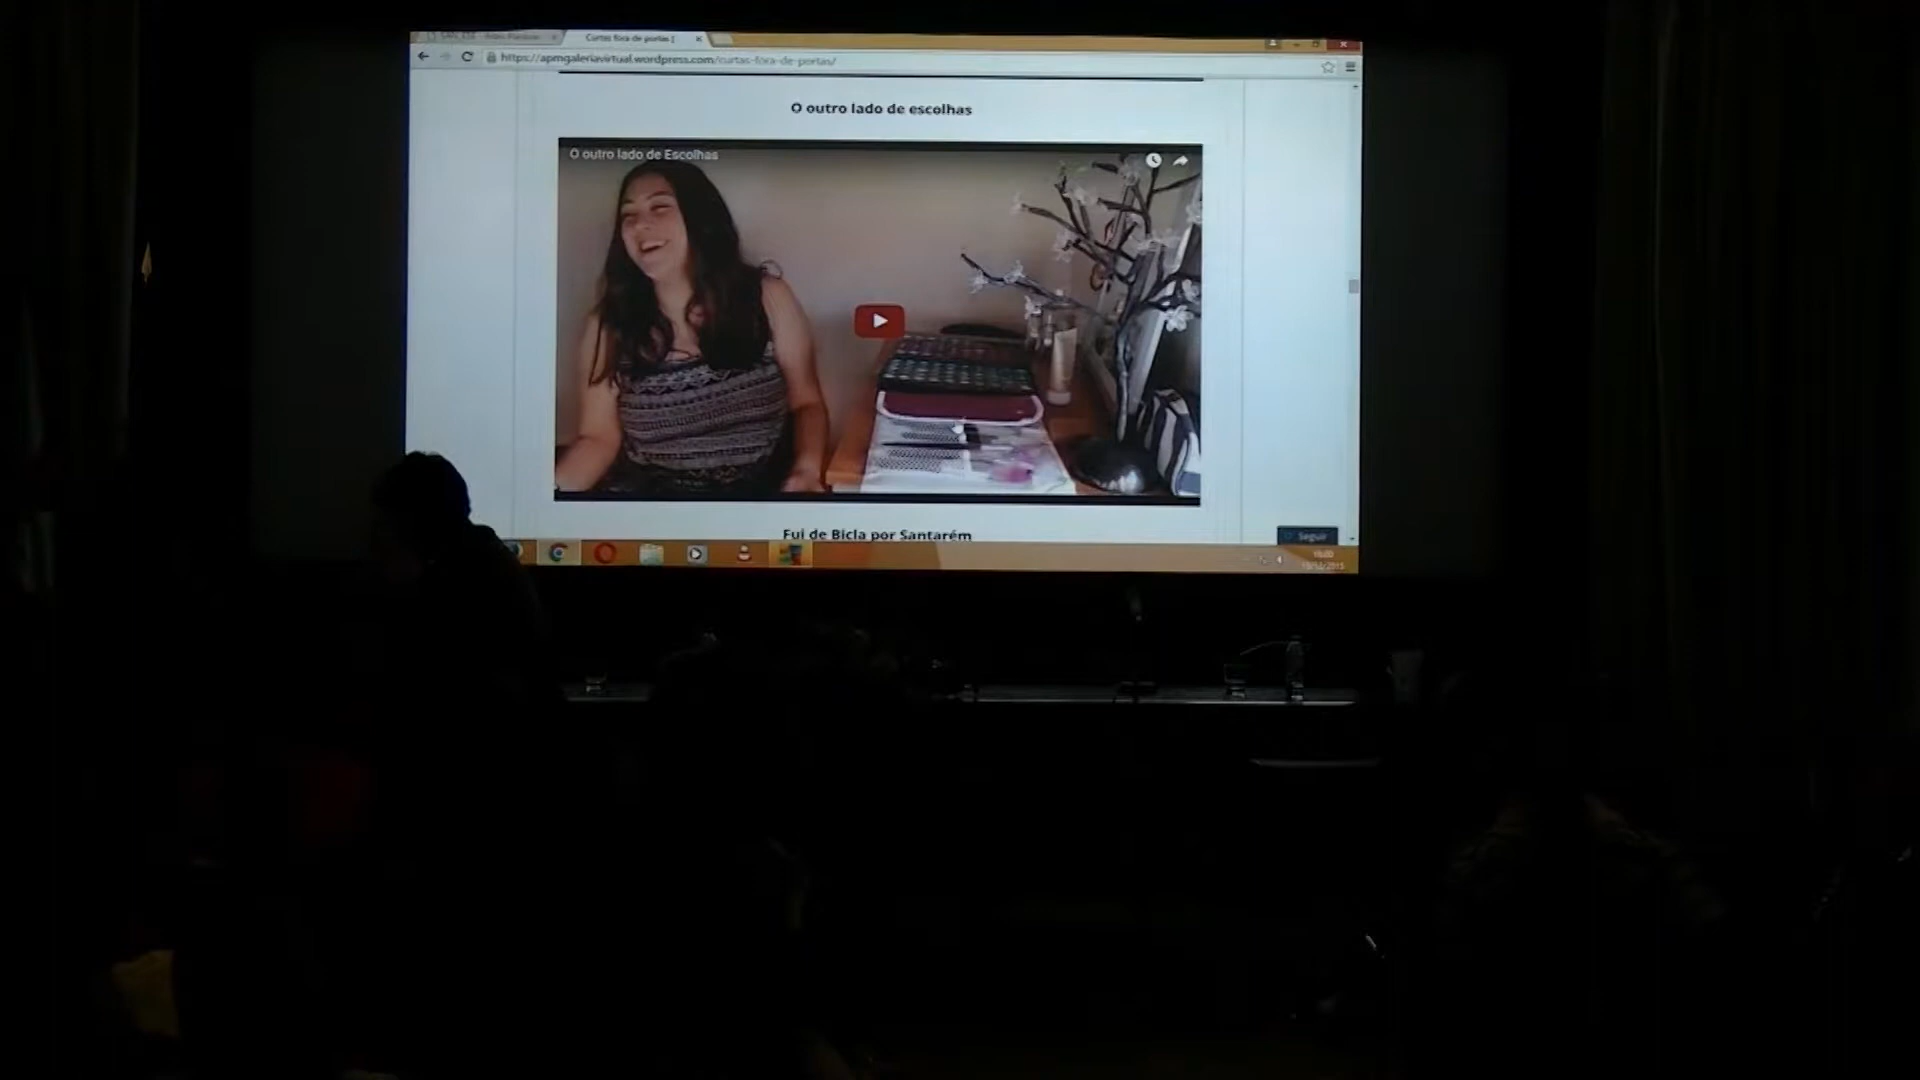 Curtas fora de portas |
https://apmgaleriavirtual.wordpress.com/curtas-fora-de-portas/
O outro lado de escolhas
O outro lado de Escolhas
Fui de Bicla por Santarém
Seguir